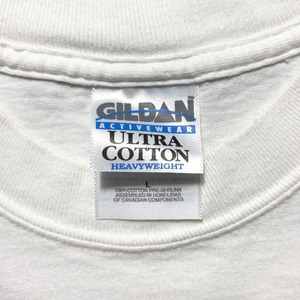 GILDAN
ACTIVEWEAR
ULTRA
COTTON
HEAVYWEIGHT
L
100% COTTON PRE-SHRUNK
ASSEMBLED IN HONDURAS
OF CANADIAN COMPONENTS